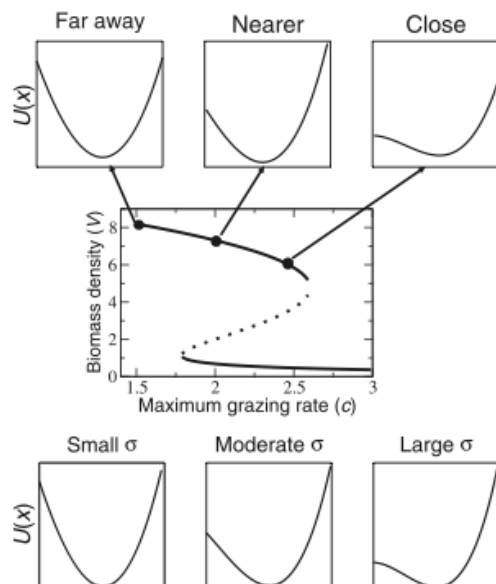 Far away Nearer Close
U(x)
Biomass density (V)
8
6
4
2
0
1.5 2 2.5 3
Maximum grazing rate (c)
Small σ Moderate σ Large σ
U(x)